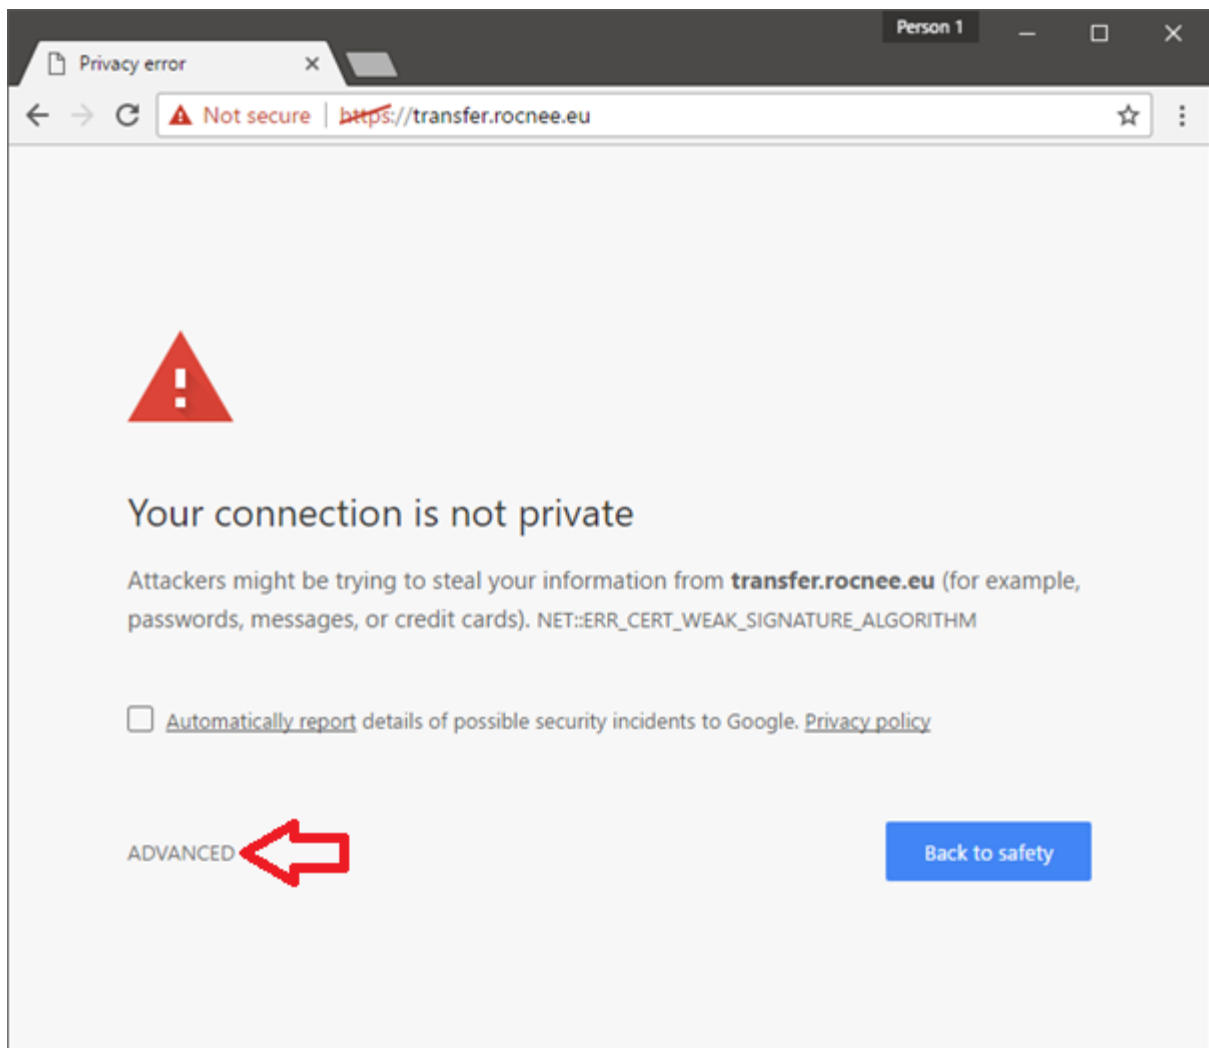 Person 1
Privacy error
Not secure | https://transfer.rocnee.eu
Your connection is not private
Attackers might be trying to steal your information from transfer.rocnee.eu (for example,
passwords, messages, or credit cards). NET::ERR_CERT_WEAK_SIGNATURE_ALGORITHM
Automatically report details of possible security incidents to Google. Privacy policy
ADVANCED
Back to safety